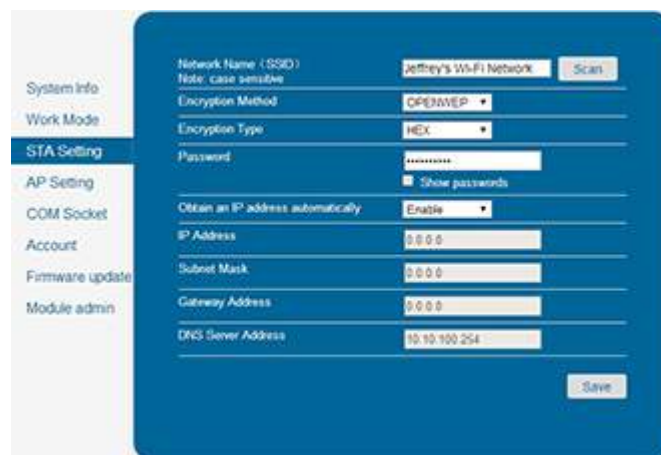 System Info
Work Mode
STA Setting
AP Setting
COM Socket
Account
Firmware update
Module admin
Network Name (SSID)
Note: case sensitive
Jeffrey's Wi-Fi Network
Scan
Encryption Method
OPENWEP
Encryption Type
HEX
Password
••••••••••
Show passwords
Obtain an IP address automatically
Enable
IP Address
0.0.0.0
Subnet Mask
0.0.0.0
Gateway Address
0.0.0.0
DNS Server Address
10.10.100.254
Save